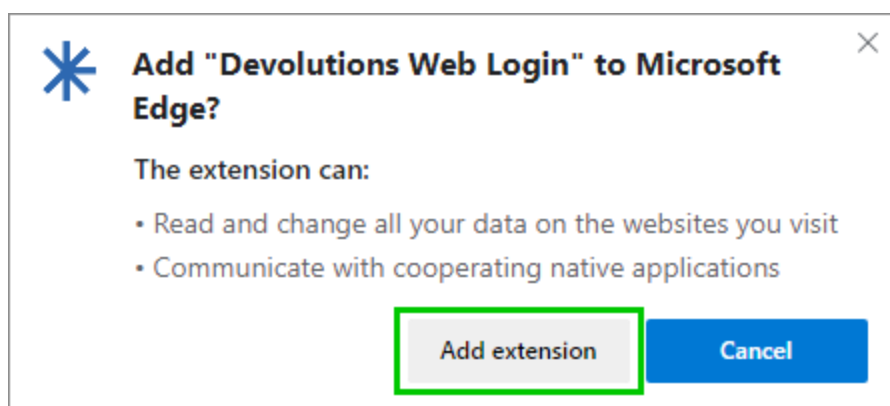 Add "Devolutions Web Login" to Microsoft
Edge?
The extension can:
• Read and change all your data on the websites you visit
• Communicate with cooperating native applications
Add extension
Cancel